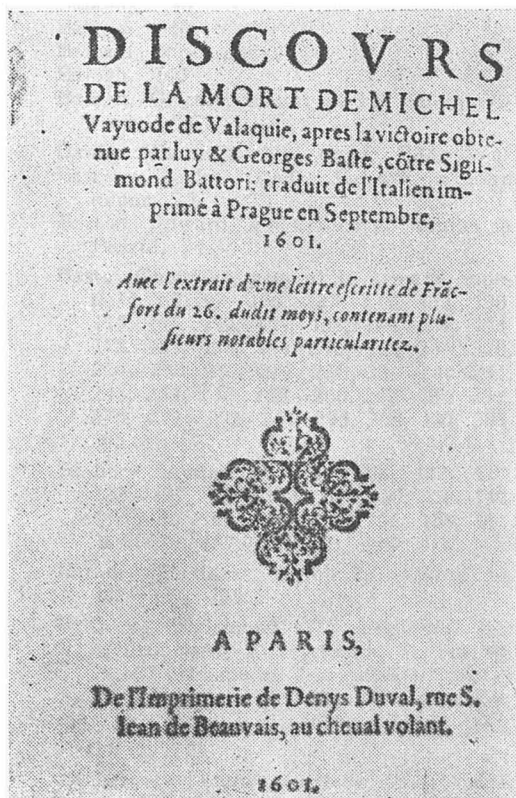 DISCOVRS
DE LA MORT DE MICHEL
Vayuode de Valaquie, apres la victoire obte-
nue par luy & Georges Baſte, cõtre Sigiſ-
mond Battori: traduit de l'Italien im-
primé à Prague en Septembre,
1601.
Auec l'extrait d'vne lettre eſcritte de Frãc-
fort du 26. dudit moys, contenant plu-
ſieurs notables particularitez.
A PARIS,
De l'Imprimerie de Denys Duval, rue S.
Iean de Beauvais, au cheual volant.
1601.